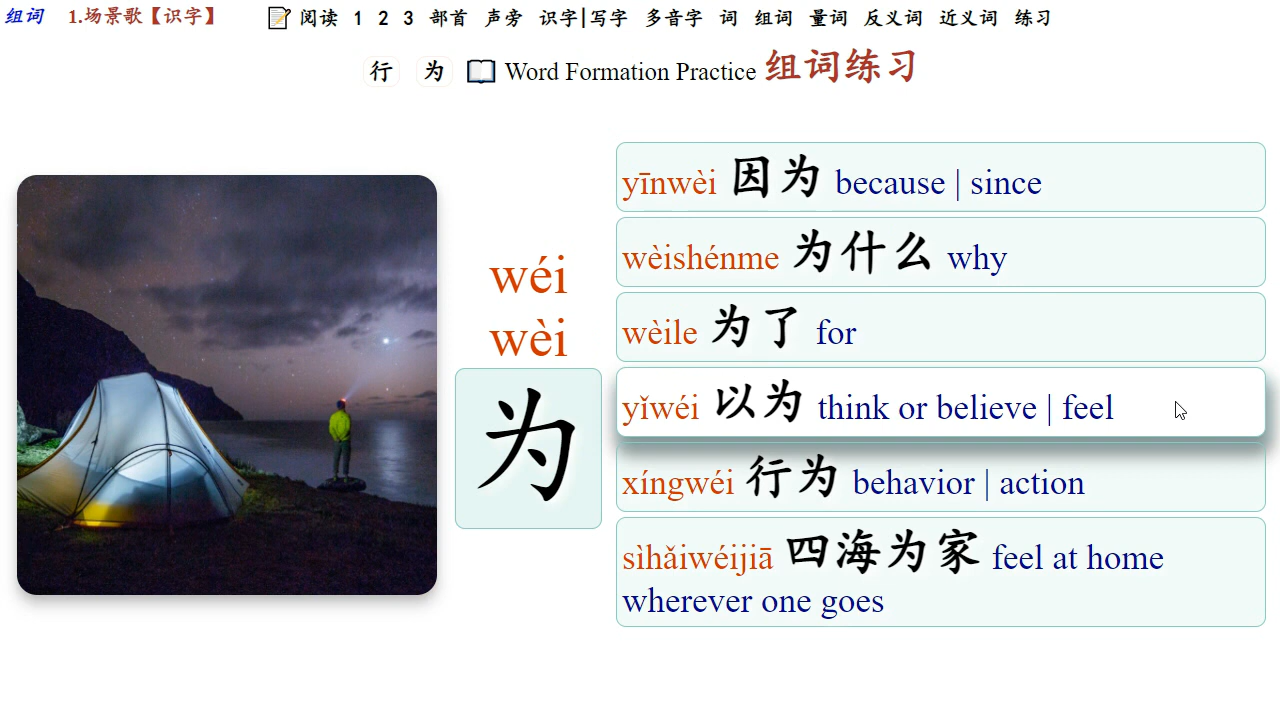 组词 1.场景歌【识字】 📝 阅读 1 2 3 部首 声旁 识字|写字 多音字 词 组词 量词 反义词 近义词 练习
行 为 📖 Word Formation Practice 组词练习
wéi
wèi
为
yīnwèi 因为 because | since
wèishénme 为什么 why
wèile 为了 for
yǐwéi 以为 think or believe | feel
xíngwéi 行为 behavior | action
sìhǎiwéijiā 四海为家 feel at home
wherever one goes